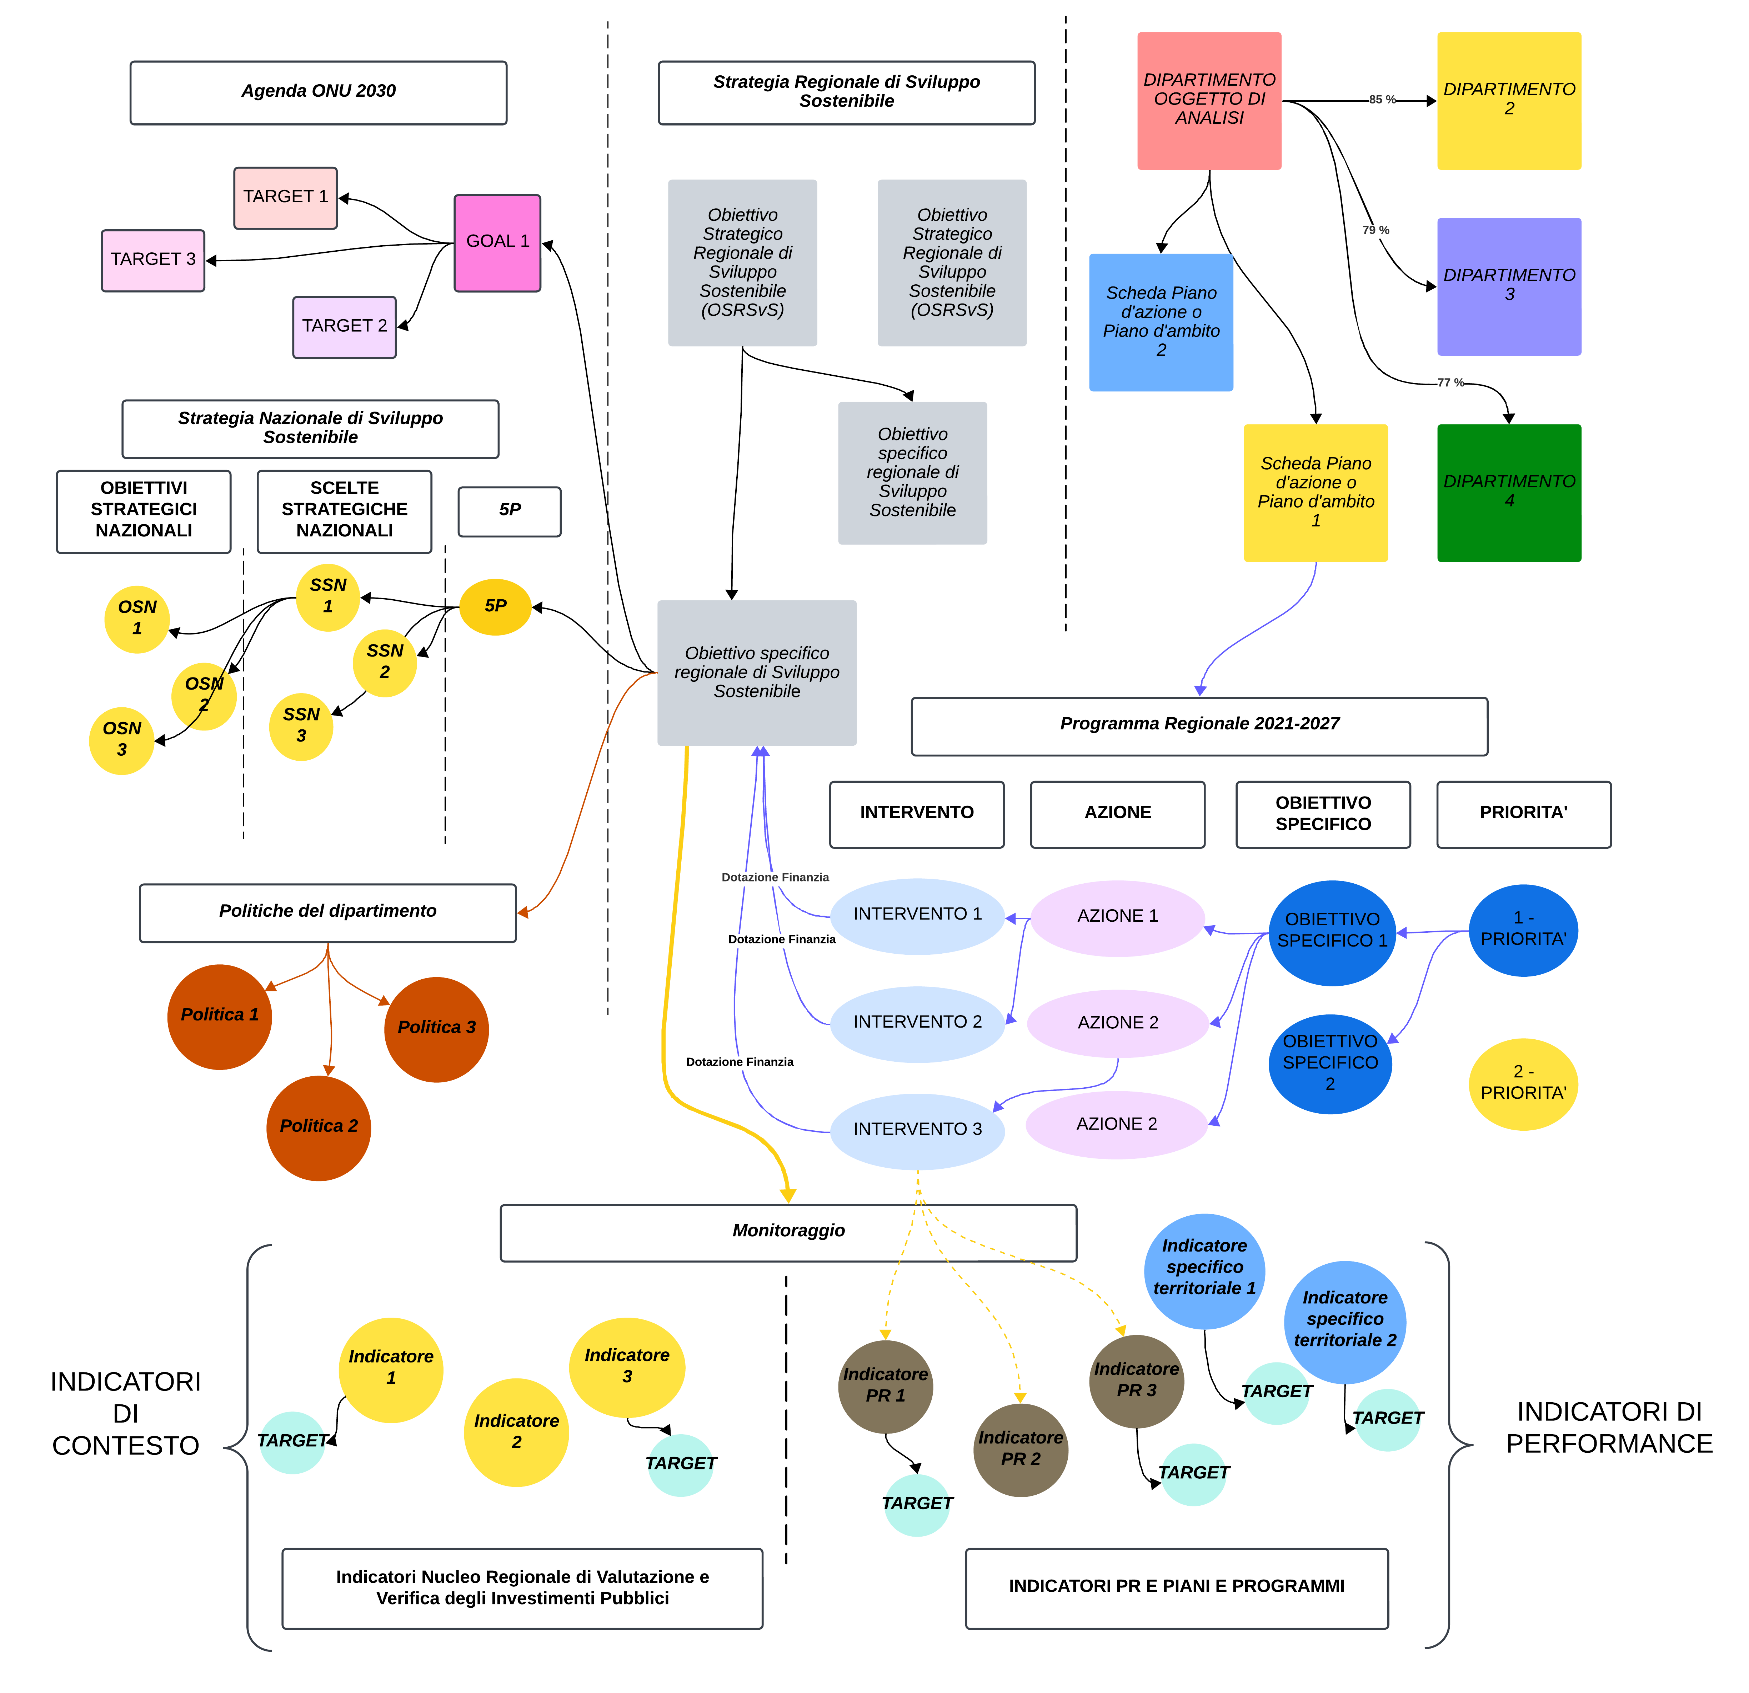 Agenda ONU 2030
TARGET 1
TARGET 3
GOAL 1
TARGET 2
Strategia Nazionale di Sviluppo
Sostenibile
OBIETTIVI
STRATEGICI
NAZIONALI
SCELTE
STRATEGICHE
NAZIONALI
5P
OSN
1
SSN
1
5P
SSN
2
OSN
2
OSN
3
SSN
3
Politiche del dipartimento
Politica 1
Politica 3
Politica 2
Strategia Regionale di Sviluppo
Sostenibile
Obiettivo
Strategico
Regionale di
Sviluppo
Sostenibile
(OSRSvS)
Obiettivo
Strategico
Regionale di
Sviluppo
Sostenibile
(OSRSvS)
Obiettivo
specifico
regionale di
Sviluppo
Sostenibile
Obiettivo specifico
regionale di Sviluppo
Sostenibile
DIPARTIMENTO
OGGETTO DI
ANALISI
85 %
DIPARTIMENTO
2
79 %
DIPARTIMENTO
3
77 %
DIPARTIMENTO
4
Scheda Piano
d'azione o
Piano d'ambito
2
Scheda Piano
d'azione o
Piano d'ambito
1
Programma Regionale 2021-2027
INTERVENTO
AZIONE
OBIETTIVO
SPECIFICO
PRIORITA'
Dotazione Finanzia
INTERVENTO 1
AZIONE 1
OBIETTIVO
SPECIFICO 1
1 -
PRIORITA'
Dotazione Finanzia
INTERVENTO 2
AZIONE 2
OBIETTIVO
SPECIFICO
2
2 -
PRIORITA'
Dotazione Finanzia
INTERVENTO 3
AZIONE 2
Monitoraggio
INDICATORI
DI
CONTESTO
Indicatore
1
TARGET
Indicatore
2
Indicatore
3
TARGET
Indicatori Nucleo Regionale di Valutazione e
Verifica degli Investimenti Pubblici
Indicatore
PR 1
TARGET
Indicatore
PR 2
Indicatore
PR 3
TARGET
Indicatore
specifico
territoriale 1
TARGET
Indicatore
specifico
territoriale 2
TARGET
INDICATORI DI
PERFORMANCE
INDICATORI PR E PIANI E PROGRAMMI